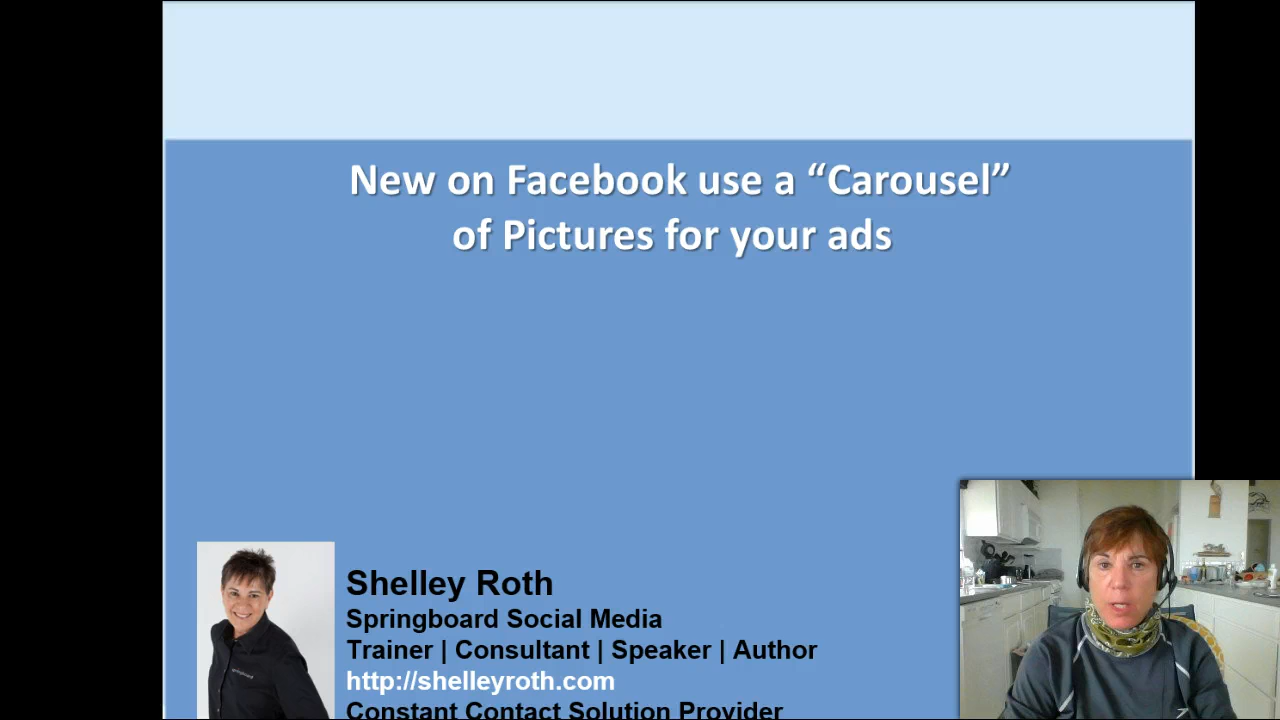 New on Facebook use a “Carousel”
of Pictures for your ads
Shelley Roth
Springboard Social Media
Trainer | Consultant | Speaker | Author
http://shelleyroth.com
Constant Contact Solution Provider